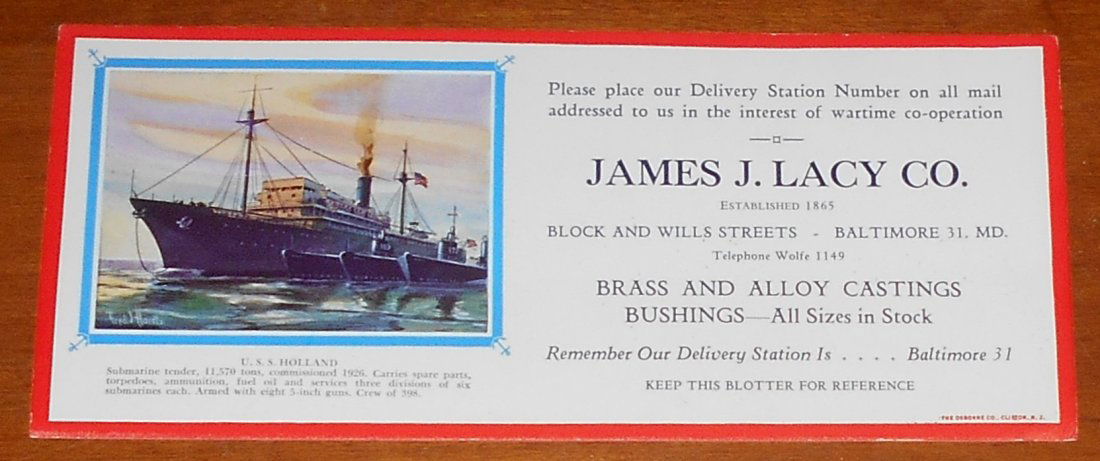 U. S. S. HOLLAND
Submarine tender, 11,570 tons, commissioned 1926. Carries spare parts,
torpedoes, ammunition, fuel oil and services three divisions of six
submarines each. Armed with eight 5-inch guns. Crew of 398.
Please place our Delivery Station Number on all mail
addressed to us in the interest of wartime co-operation
JAMES J. LACY CO.
ESTABLISHED 1865
BLOCK AND WILLS STREETS - BALTIMORE 31, MD.
Telephone Wolfe 1149
BRASS AND ALLOY CASTINGS
BUSHINGS—All Sizes in Stock
Remember Our Delivery Station Is . . . . Baltimore 31
KEEP THIS BLOTTER FOR REFERENCE
THE OSBORNE CO., CLIFTON, N. J.